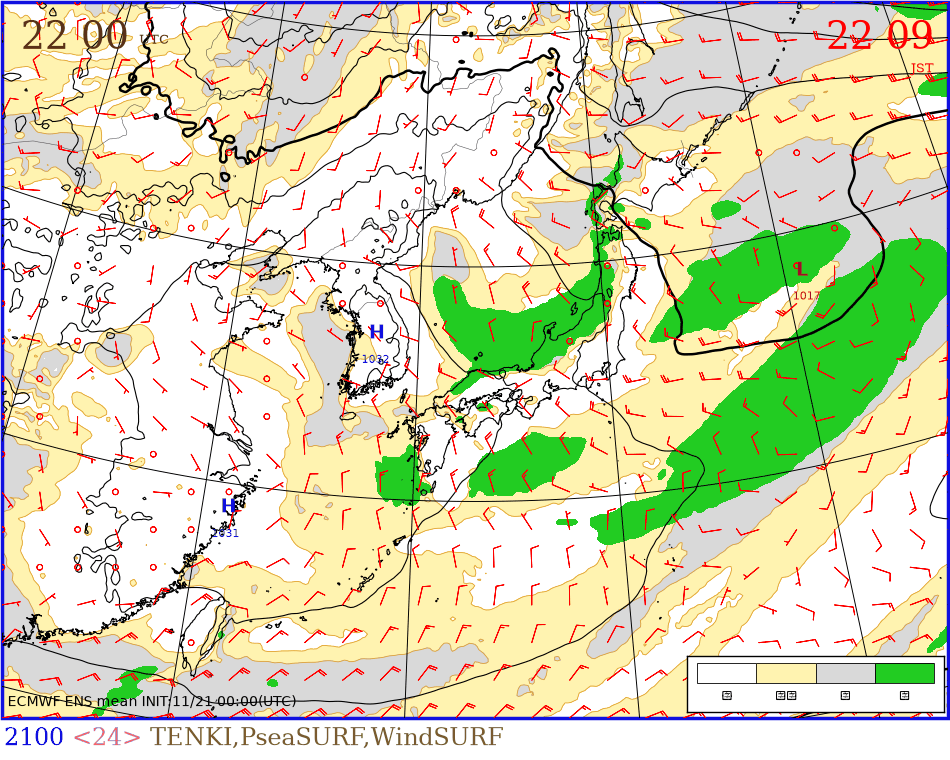 22 00 UTC
22 09
JST
L
1017
H
1032
H
1031
ECMWF ENS mean INIT:11/21 00:00(UTC)
2100 <24> TENKI,PseaSURF,WindSURF